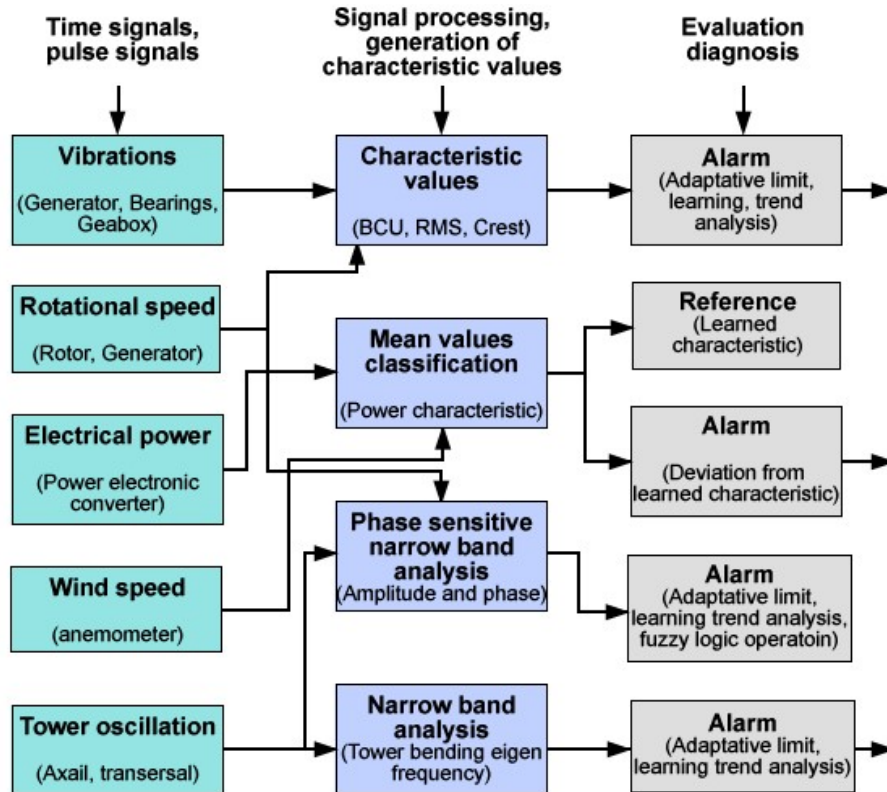 Time signals,
pulse signals
Signal processing,
generation of
characteristic values
Evaluation
diagnosis
Vibrations
(Generator, Bearings,
Geabox)
Characteristic
values
(BCU, RMS, Crest)
Alarm
(Adaptative limit,
learning, trend
analysis)
Rotational speed
(Rotor, Generator)
Mean values
classification
(Power characteristic)
Reference
(Learned
characteristic)
Electrical power
(Power electronic
converter)
Alarm
(Deviation from
learned characteristic)
Phase sensitive
narrow band
analysis
(Amplitude and phase)
Wind speed
(anemometer)
Alarm
(Adaptative limit,
learning trend analysis,
fuzzy logic operatoin)
Tower oscillation
(Axail, transersal)
Narrow band
analysis
(Tower bending eigen
frequency)
Alarm
(Adaptative limit,
learning trend analysis)